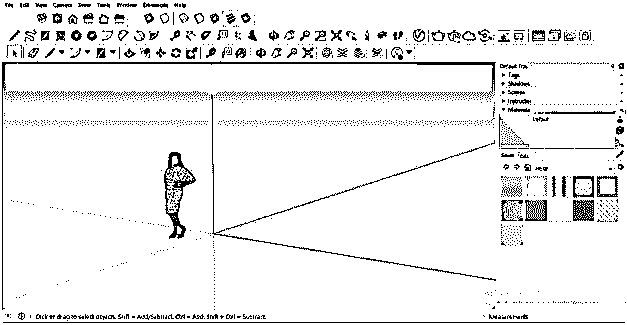 File Edit View Camera Draw Tools Window Extensions Help
Default Tray
Tags
Shadows
Scenes
Instructor
Materials
Default
Select Edit
Click or drag to select objects. Shift = Add/Subtract. Ctrl = Add. Shift + Ctrl = Subtract.
Measurements